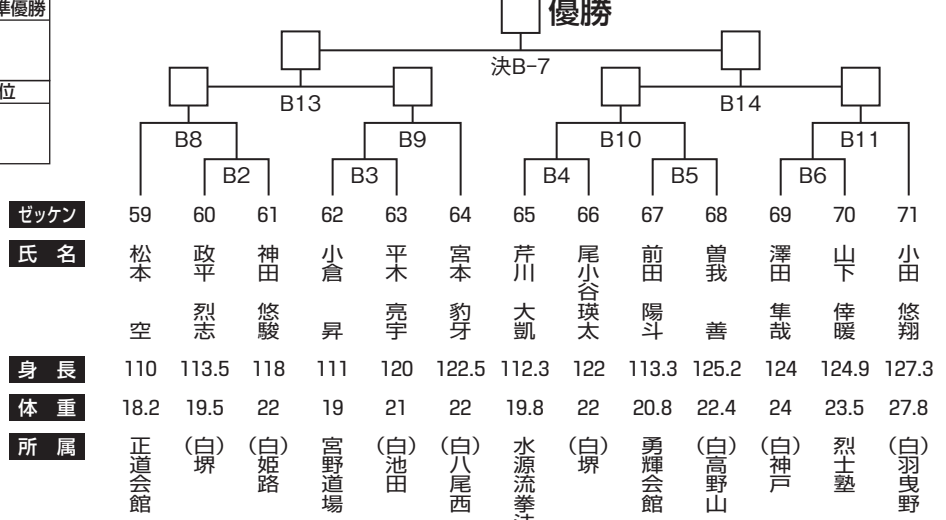 準優勝
優勝
決B-7
位
B13
B14
B8
B9
B10
B11
B2
B3
B4
B5
B6
ゼッケン 59 60 61 62 63 64 65 66 67 68 69 70 71
氏名 松本 空 政平 烈志 神田 悠駿 小倉 昇 平木 亮宇 宮本 豹牙 芹川 大凱 尾小谷瑛太 前田 陽斗 曽我 善 澤田 隼哉 山下 倖暖 小田 悠翔
身長 110 113.5 118 111 120 122.5 112.3 122 113.3 125.2 124 124.9 127.3
体重 18.2 19.5 22 19 21 22 19.8 22 20.8 22.4 24 23.5 27.8
所属 正道会館 (白)堺 (白)姫路 宮野道場 (白)池田 (白)八尾西 水源流拳法 (白)堺 勇輝会館 (白)高野山 (白)神戸 烈士塾 (白)羽曳野